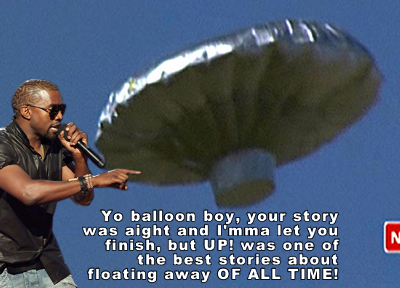 Yo balloon boy, your story
was aight and I'mma let you
finish, but UP! was one of
the best stories about
floating away OF ALL TIME!
N